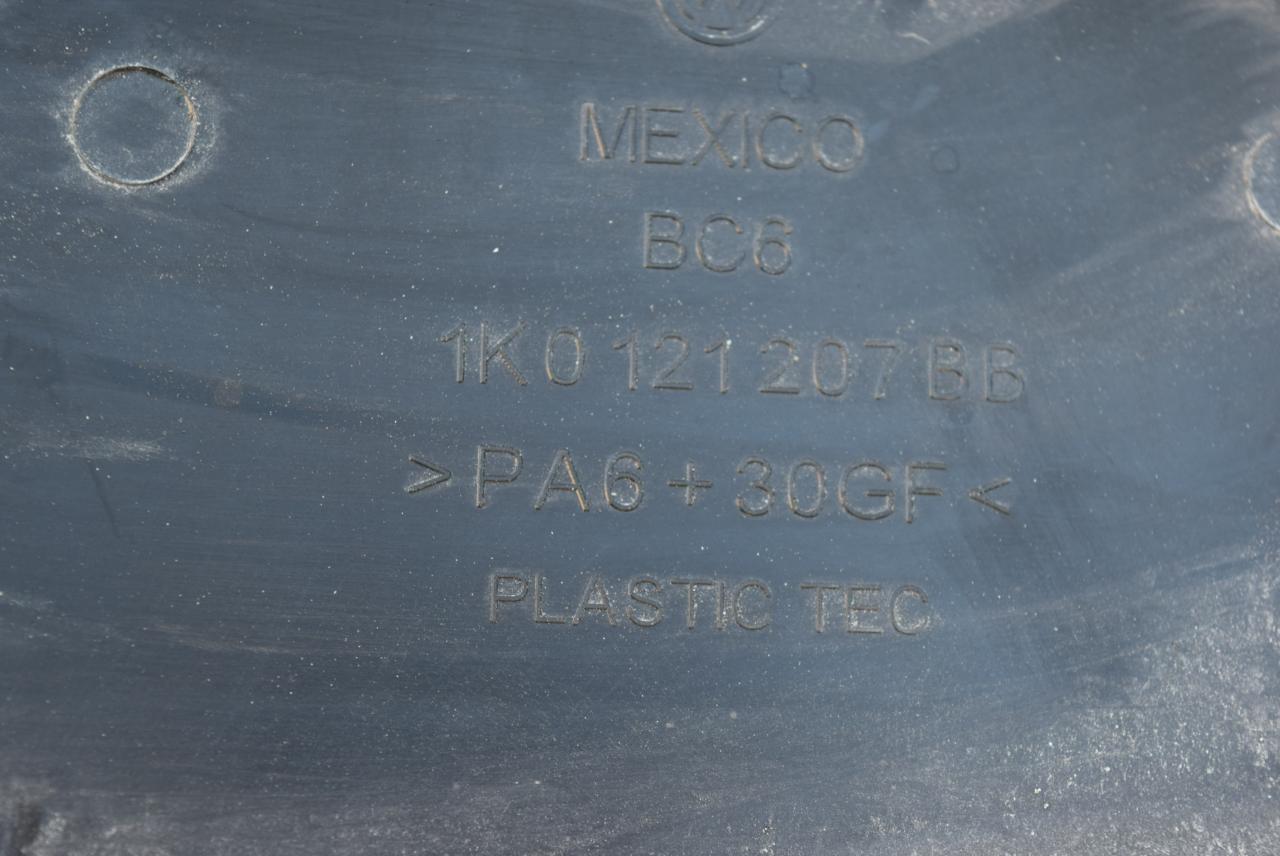 MEXICO
BC6
1K0 121 207 BB
>PA6+30GF<
PLASTIC TEC